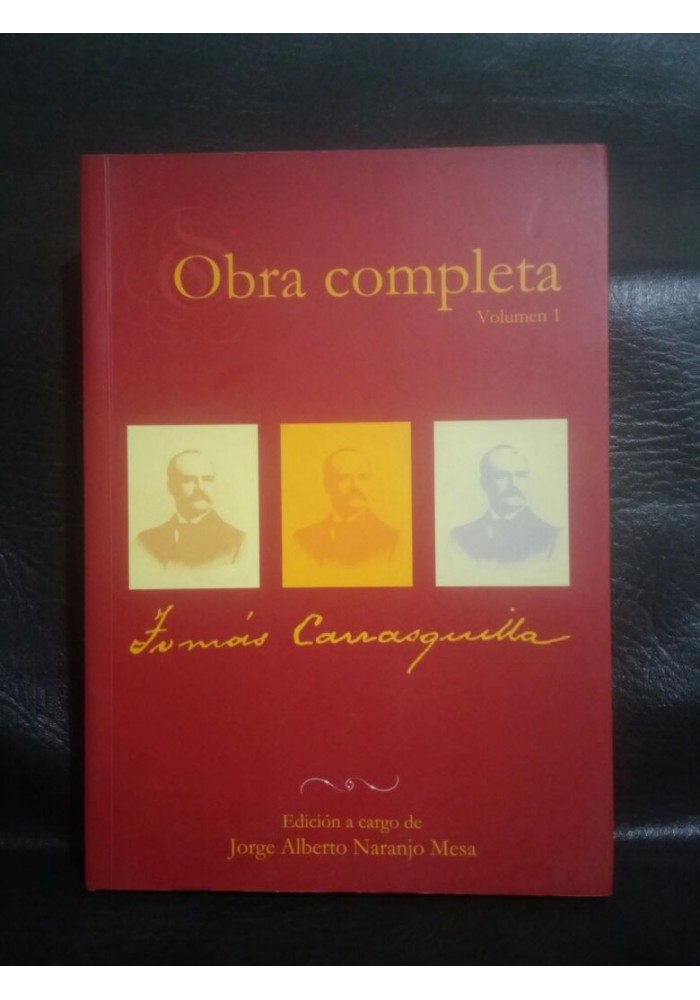 Obra completa
Volumen 1
Tomás Carrasquilla
Edición a cargo de
Jorge Alberto Naranjo Mesa